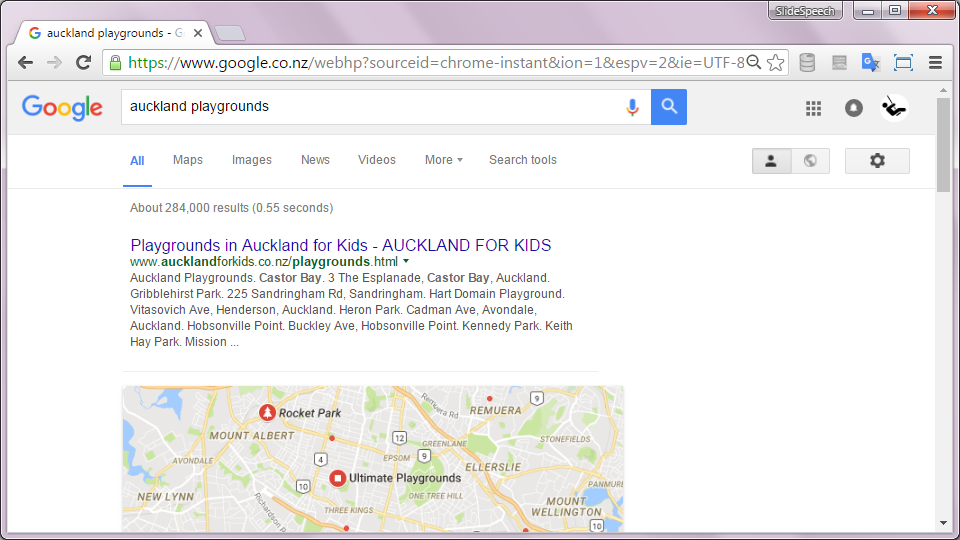 SlideSpeech
auckland playgrounds - G
https://www.google.co.nz/webhp?sourceid=chrome-instant&ion=1&espv=2&ie=UTF-8
Google
auckland playgrounds
All Maps Images News Videos More Search tools
About 284,000 results (0.55 seconds)
Playgrounds in Auckland for Kids - AUCKLAND FOR KIDS
www.aucklandforkids.co.nz/playgrounds.html
Auckland Playgrounds. Castor Bay. 3 The Esplanade, Castor Bay, Auckland.
Gribblehirst Park. 225 Sandringham Rd, Sandringham. Hart Domain Playground.
Vitasovich Ave, Henderson, Auckland. Heron Park. Cadman Ave, Avondale,
Auckland. Hobsonville Point. Buckley Ave, Hobsonville Point. Kennedy Park. Keith
Hay Park. Mission ...
Remuera Rd
9
REMUERA
Rocket Park
MOUNT ALBERT
12
GREENLANE
STONEFIELDS
AVONDALE
4
EPSOM
9
ELLERSLIE
10
Ultimate Playgrounds
PANMURE
NEW LYNN
ONE TREE HILL
MOUNT
WELLINGTON
Richardson Rd
THREE KINGS
10